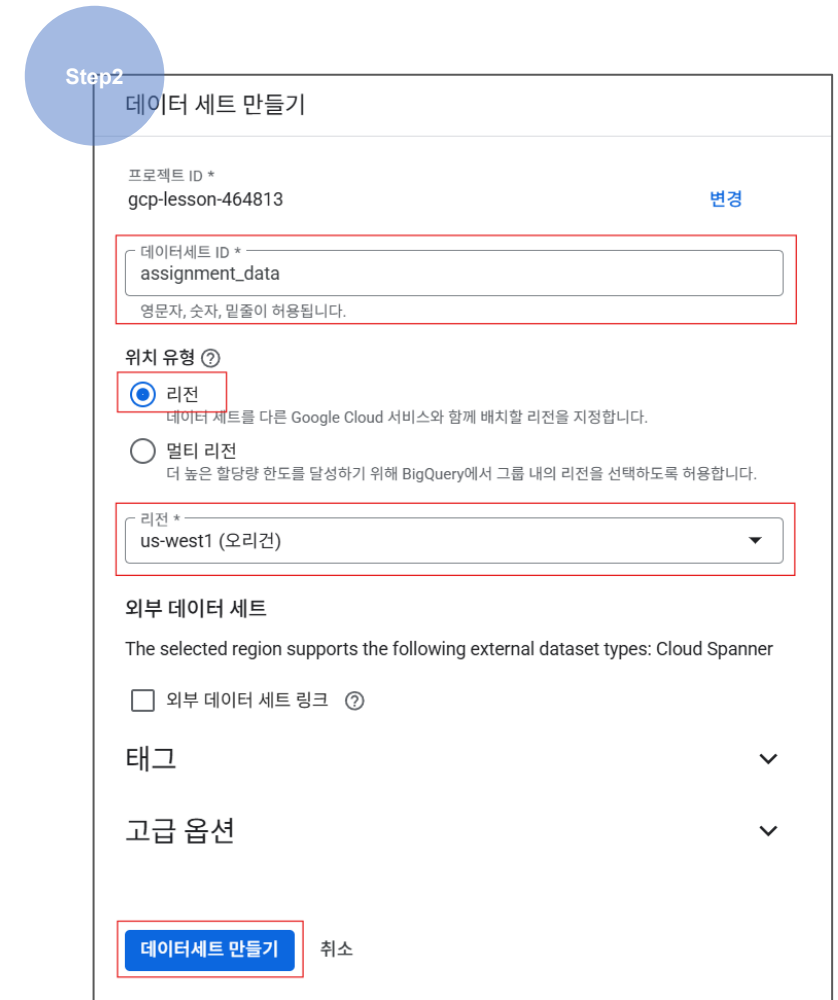 Step2
데이터 세트 만들기
프로젝트 ID *
gcp-lesson-464813
변경
데이터세트 ID *
assignment_data
영문자, 숫자, 밑줄이 허용됩니다.
위치 유형 ?
리전
데이터 세트를 다른 Google Cloud 서비스와 함께 배치할 리전을 지정합니다.
멀티 리전
더 높은 할당량 한도를 달성하기 위해 BigQuery에서 그룹 내의 리전을 선택하도록 허용합니다.
리전 *
us-west1 (오리건)
외부 데이터 세트
The selected region supports the following external dataset types: Cloud Spanner
외부 데이터 세트 링크 ?
태그
고급 옵션
데이터세트 만들기
취소